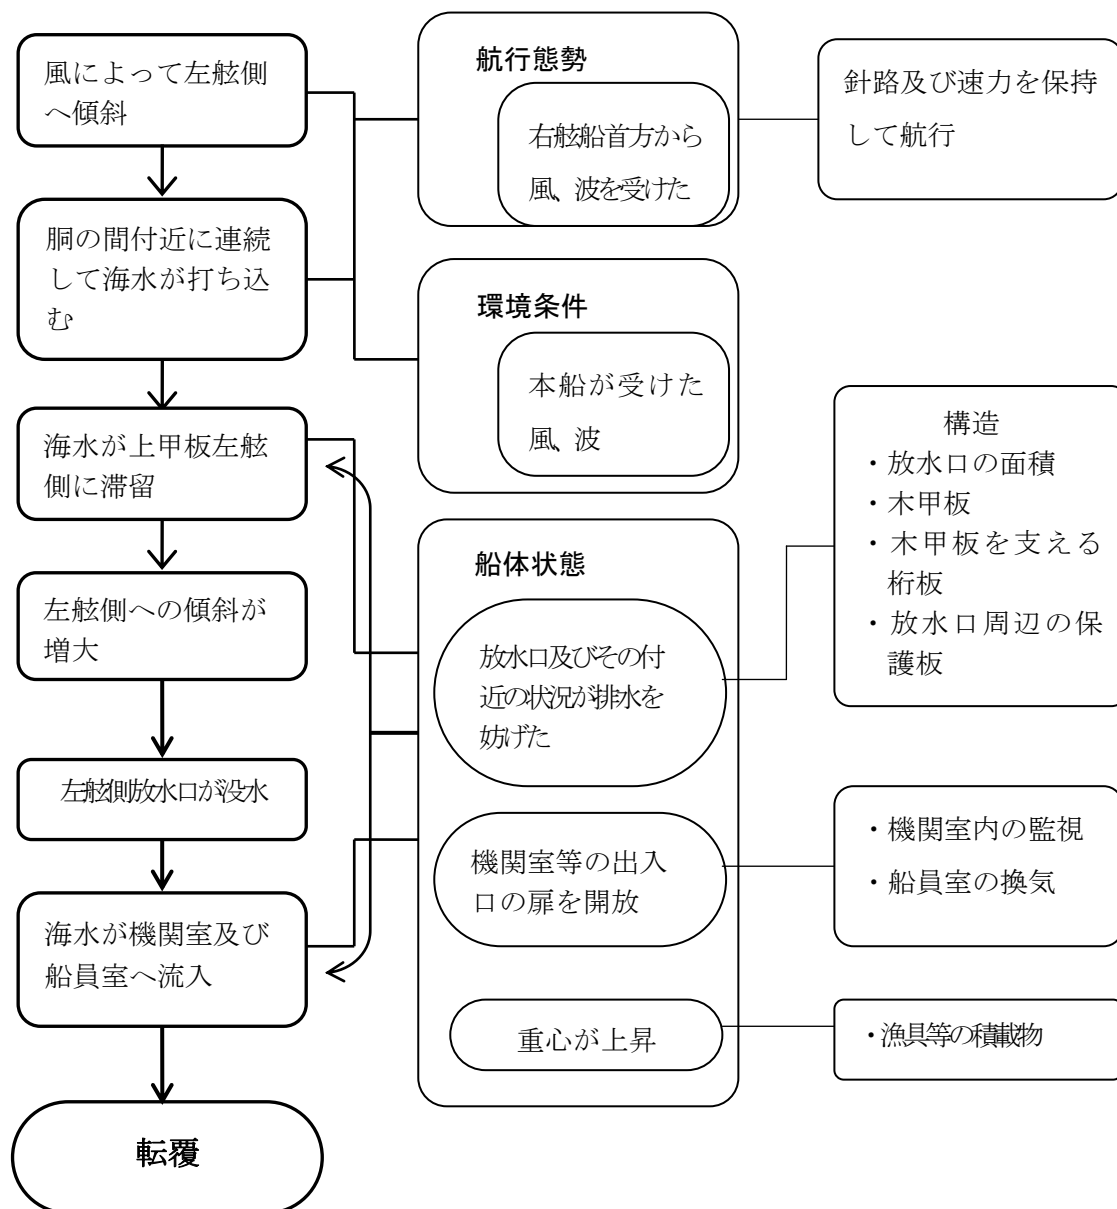 風によって左舷側
へ傾斜
胴の間付近に連続
して海水が打ち込
む
海水が上甲板左舷
側に滞留
左舷側への傾斜が
増大
左舷側放水口が没水
海水が機関室及び
船員室へ流入
転覆
航行態勢
右舷船首方から
風、波を受けた
環境条件
本船が受けた
風、波
船体状態
放水口及びその付
近の状況が排水を
妨げた
機関室等の出入
口の扉を開放
重心が上昇
針路及び速力を保持
して航行
構造
・放水口の面積
・木甲板
・木甲板を支える
桁板
・放水口周辺の保
護板
・機関室内の監視
・船員室の換気
・漁具等の積載物